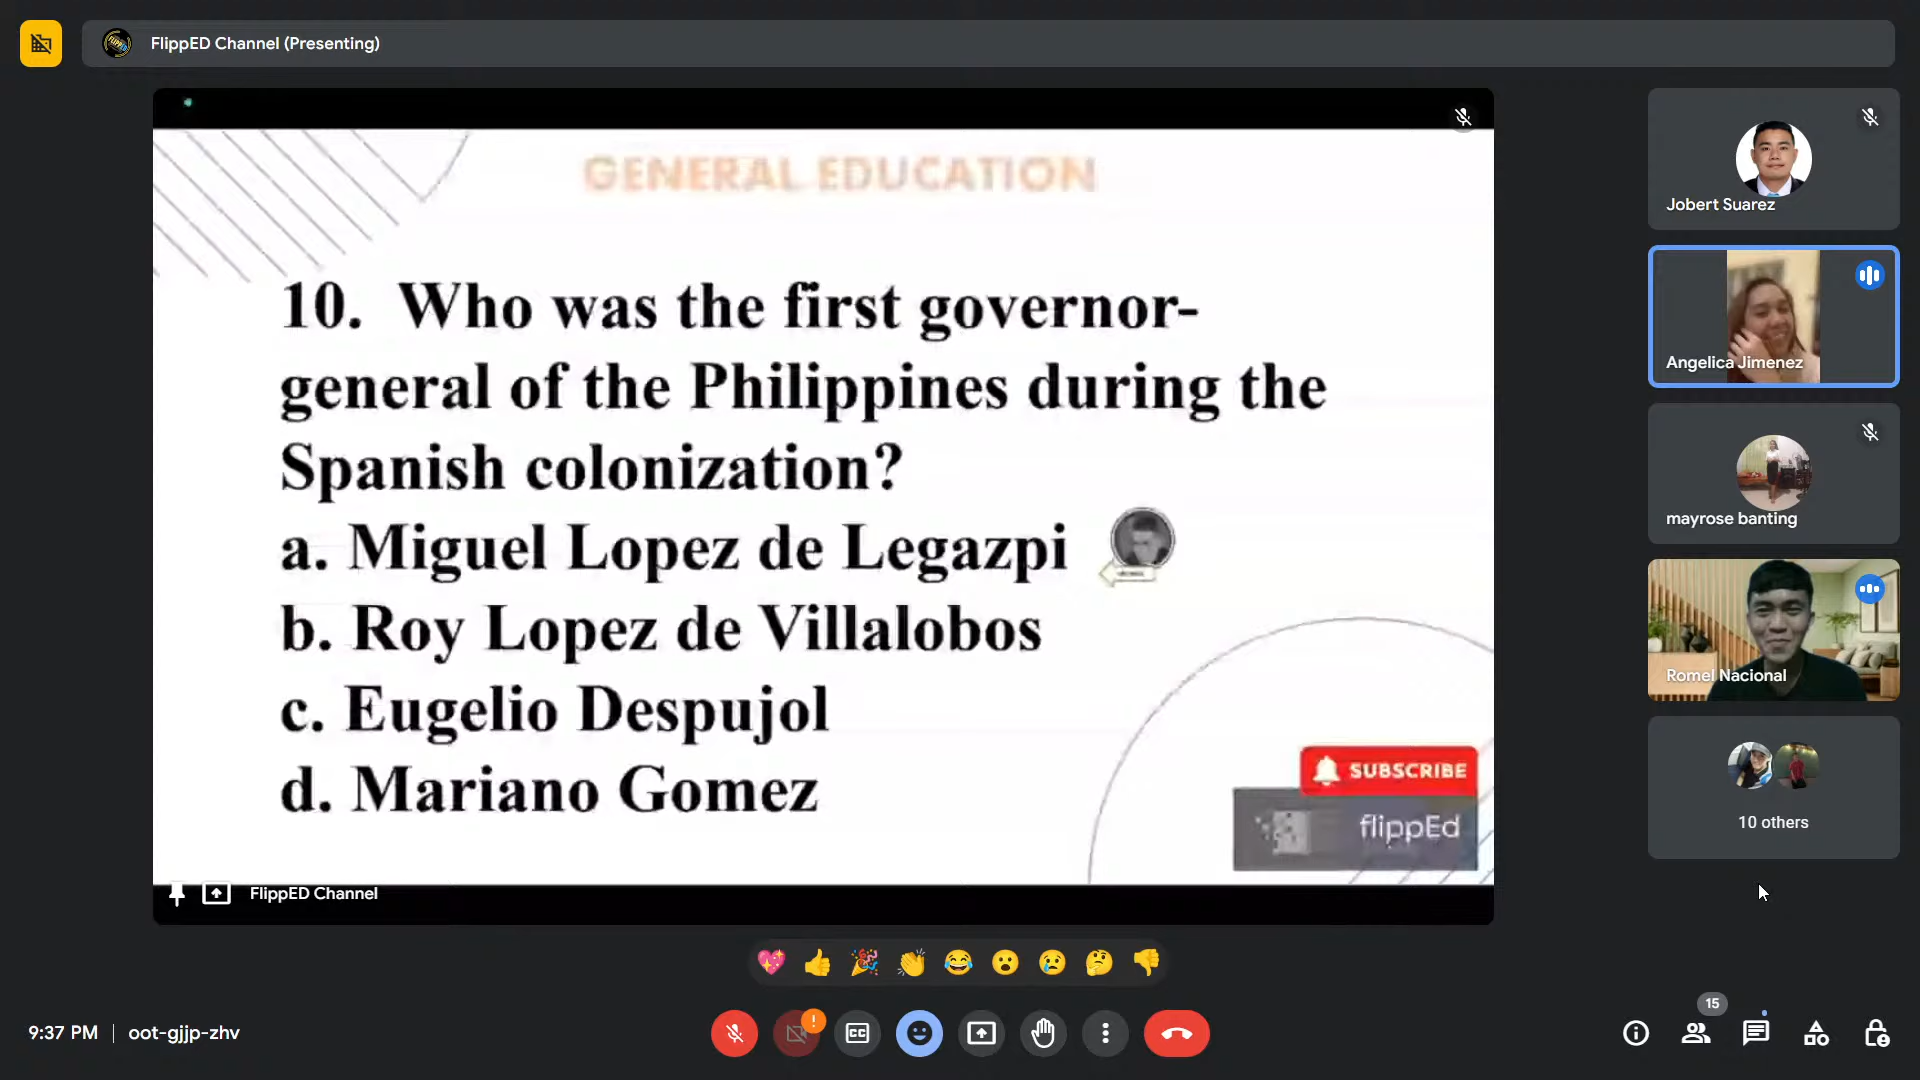 FlippED Channel (Presenting)
GENERAL EDUCATION
10. Who was the first governor-
general of the Philippines during the
Spanish colonization?
a. Miguel Lopez de Legazpi
b. Roy Lopez de Villalobos
c. Eugelio Despujol
d. Mariano Gomez
SUBSCRIBE
flippEd
FlippED Channel
Jobert Suarez
Angelica Jimenez
mayrose banting
Romel Nacional
10 others
9:37 PM | oot-gjjp-zhv
CC
15